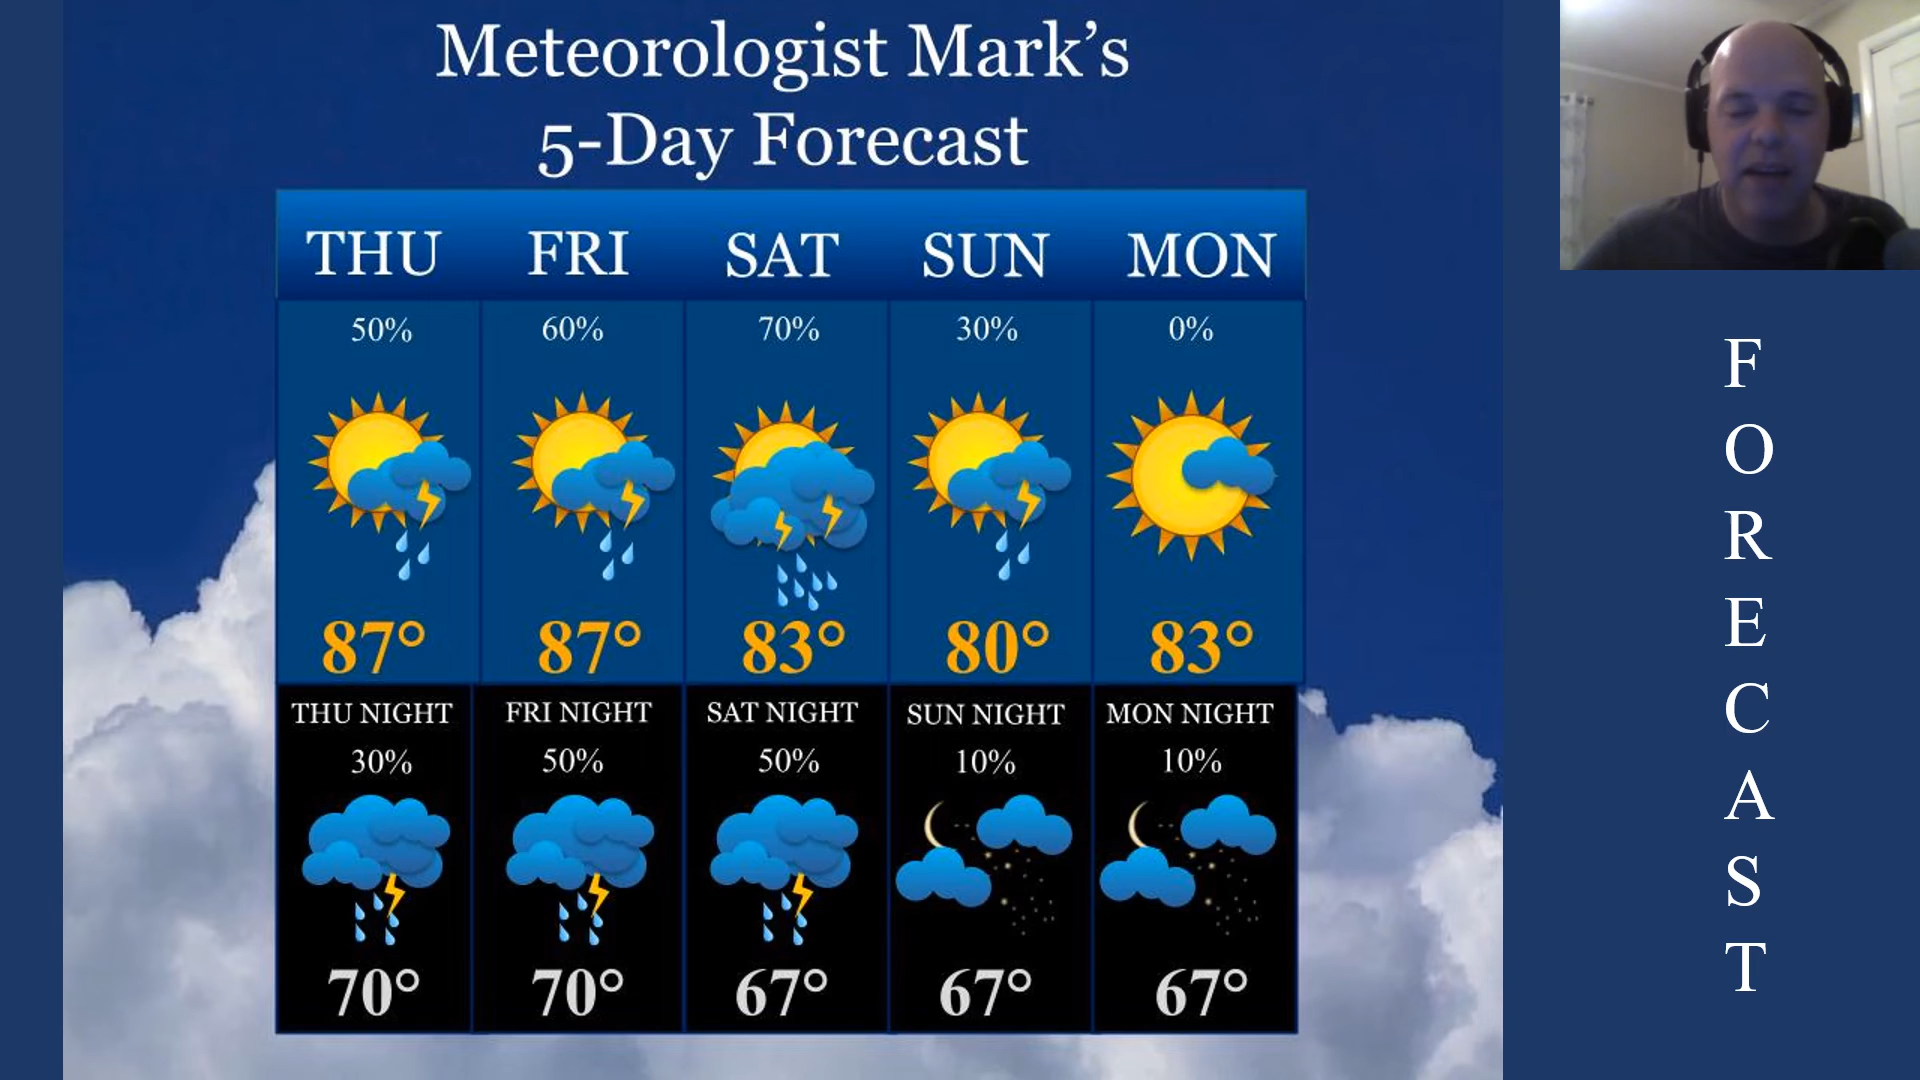 Meteorologist Mark's
5-Day Forecast
THU FRI SAT SUN MON
50% 60% 70% 30% 0%
87° 87° 83° 80° 83°
THU NIGHT FRI NIGHT SAT NIGHT SUN NIGHT MON NIGHT
30% 50% 50% 10% 10%
70° 70° 67° 67° 67°
F
O
R
E
C
A
S
T